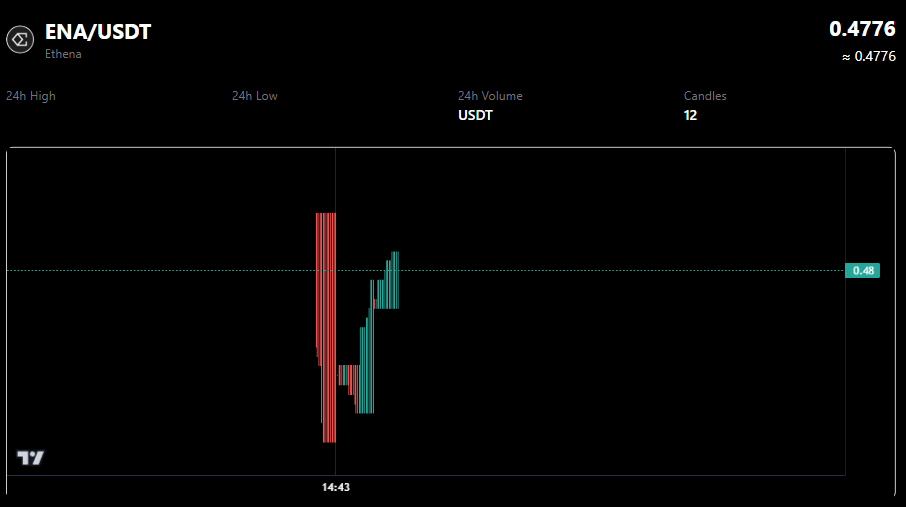 ENA/USDT
Ethena
0.4776
≈ 0.4776
24h High
24h Low
24h Volume
USDT
Candles
12
0.48
14:43